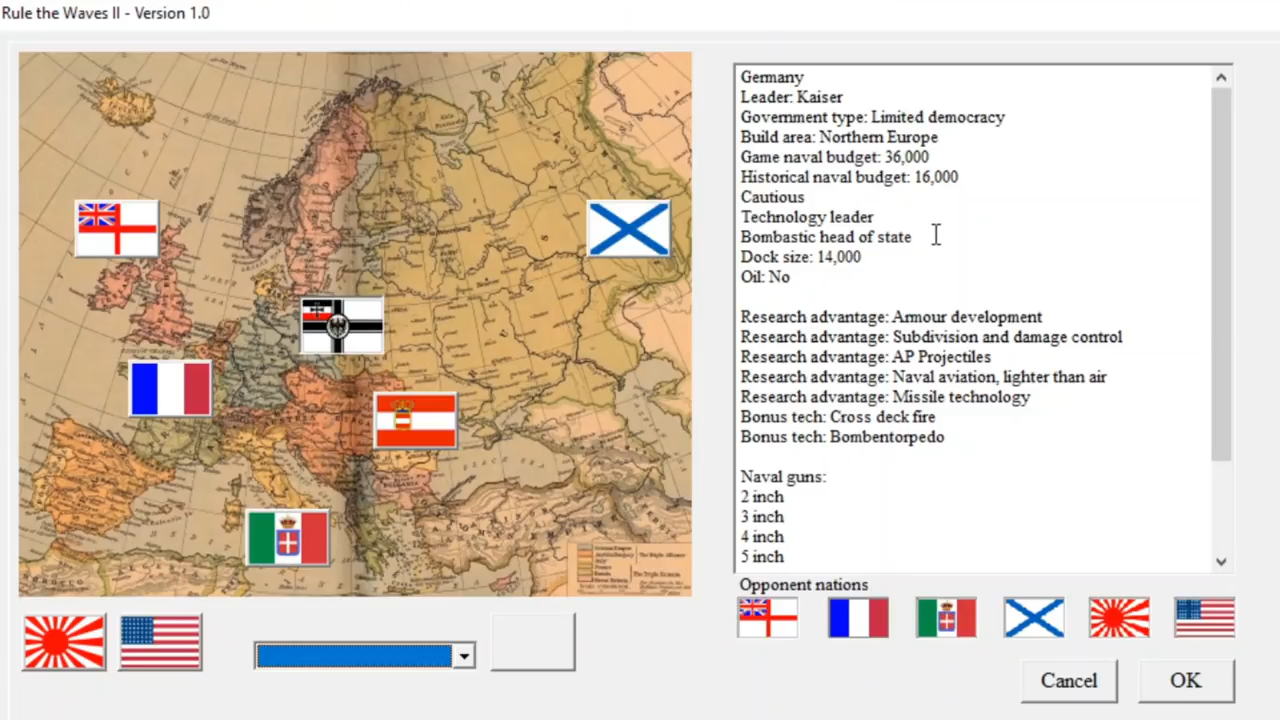 Rule the Waves II - Version 1.0
Germany
Leader: Kaiser
Government type: Limited democracy
Build area: Northern Europe
Game naval budget: 36,000
Historical naval budget: 16,000
Cautious
Technology leader
Bombastic head of state
Dock size: 14,000
Oil: No
Research advantage: Armour development
Research advantage: Subdivision and damage control
Research advantage: AP Projectiles
Research advantage: Naval aviation, lighter than air
Research advantage: Missile technology
Bonus tech: Cross deck fire
Bonus tech: Bombentorpedo
Naval guns:
2 inch
3 inch
4 inch
5 inch
Opponent nations
Cancel
OK
BLACK SEA
MOROCCO